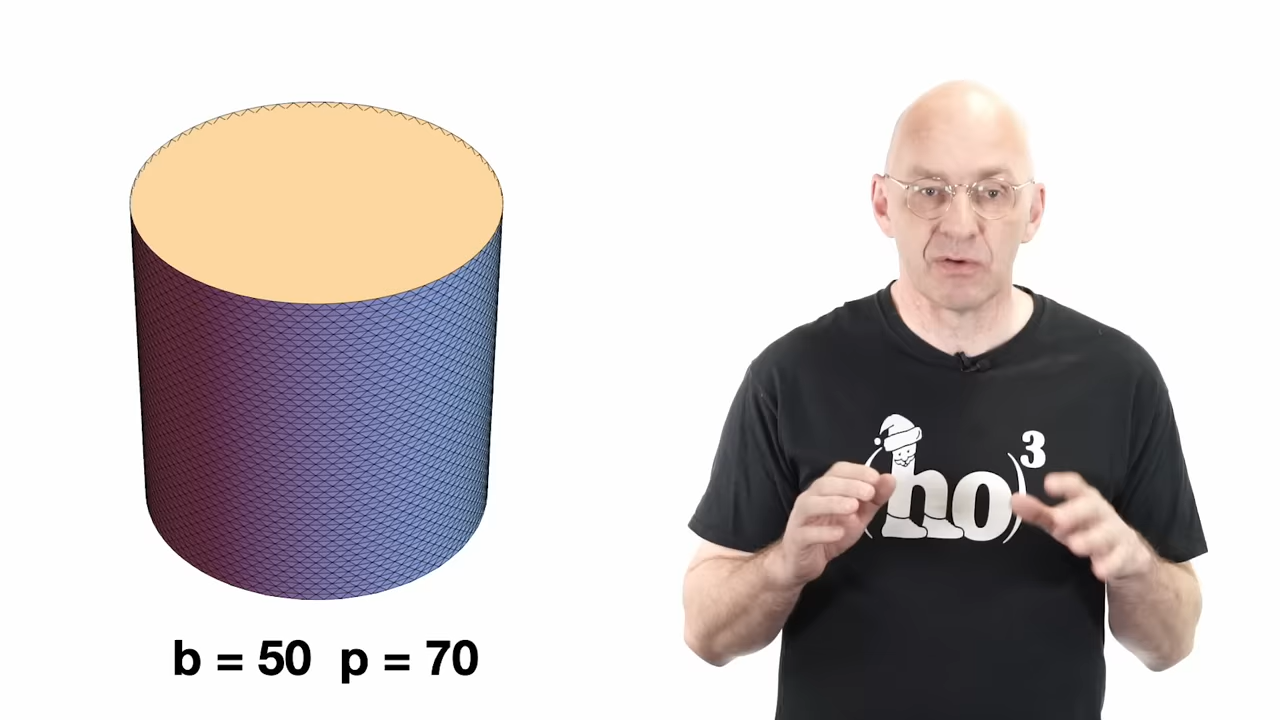 (ho)³
b = 50 p = 70